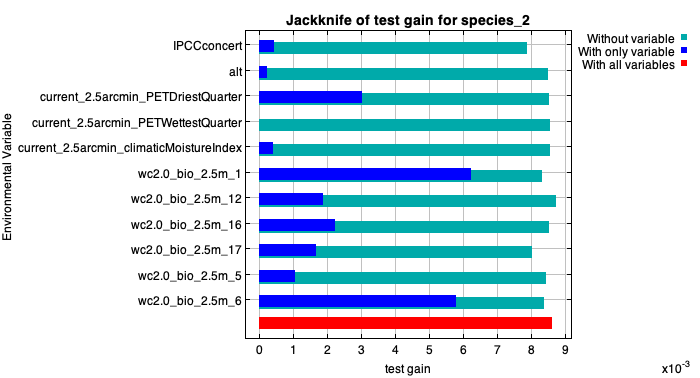 Jackknife of test gain for species_2
Without variable
With only variable
With all variables
Environmental Variable
IPCCconcert
alt
current_2.5arcmin_PETDriestQuarter
current_2.5arcmin_PETWettestQuarter
current_2.5arcmin_climaticMoistureIndex
wc2.0_bio_2.5m_1
wc2.0_bio_2.5m_12
wc2.0_bio_2.5m_16
wc2.0_bio_2.5m_17
wc2.0_bio_2.5m_5
wc2.0_bio_2.5m_6
0 1 2 3 4 5 6 7 8 9
test gain
x10⁻³